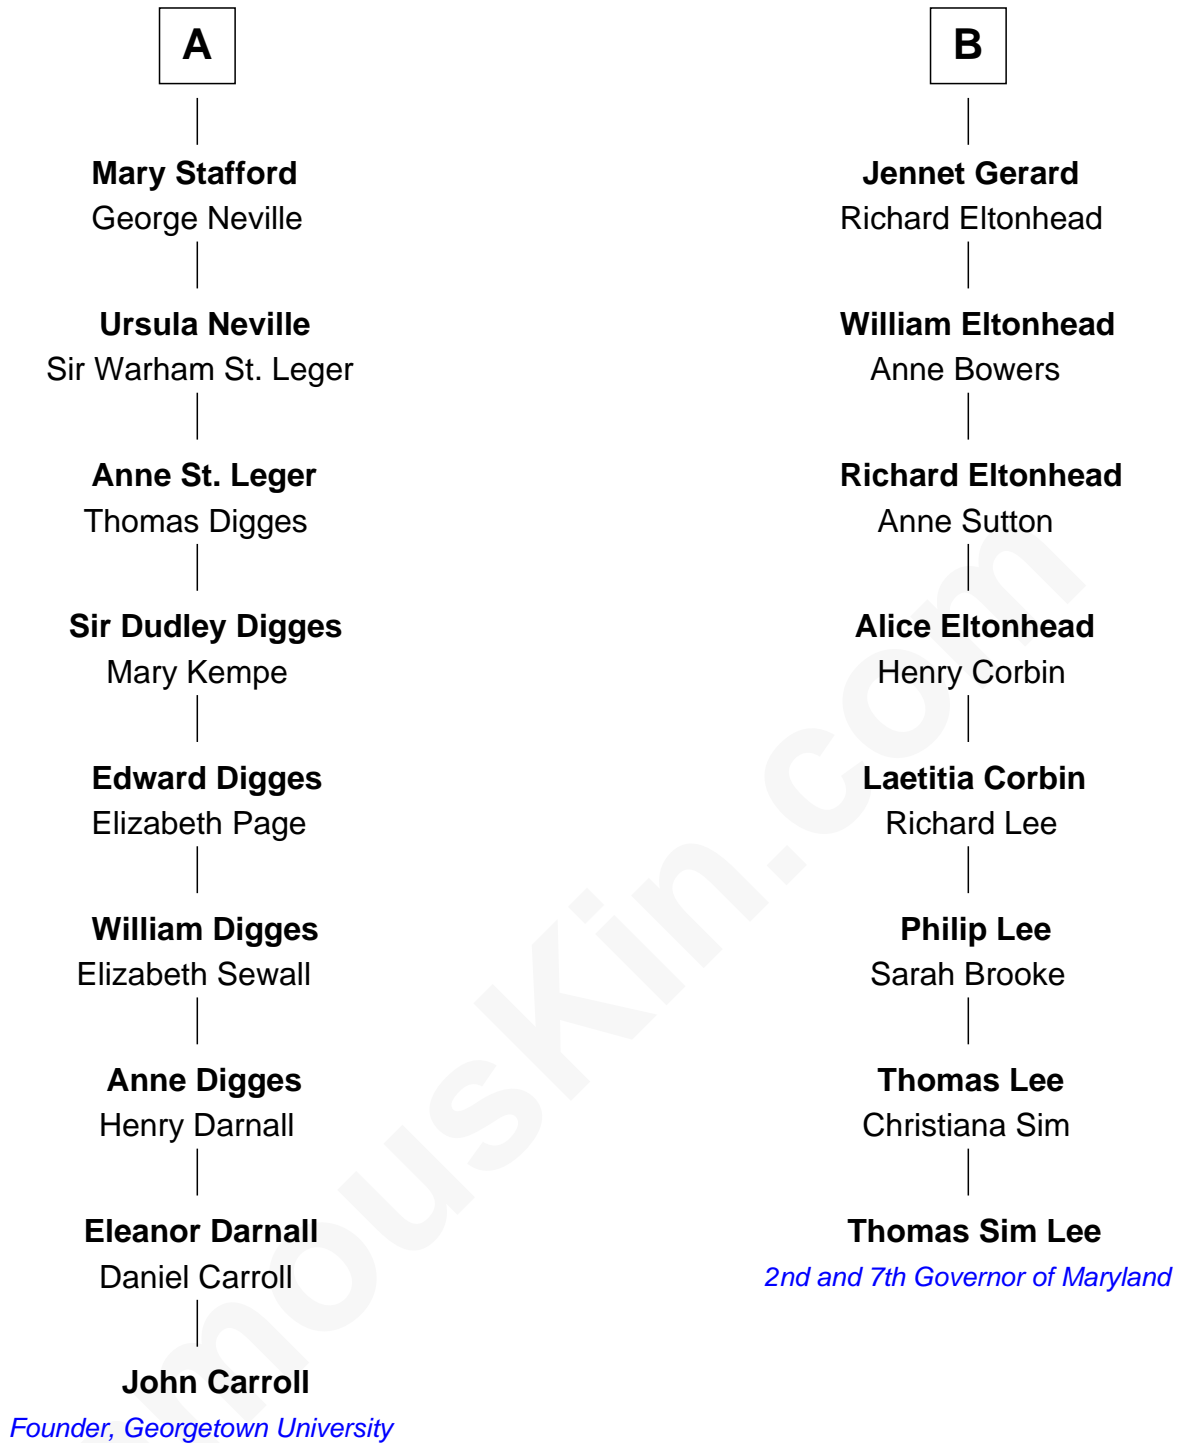 A
Mary Stafford
George Neville
Ursula Neville
Sir Warham St. Leger
Anne St. Leger
Thomas Digges
Sir Dudley Digges
Mary Kempe
Edward Digges
Elizabeth Page
William Digges
Elizabeth Sewall
Anne Digges
Henry Darnall
Eleanor Darnall
Daniel Carroll
John Carroll
Founder, Georgetown University
B
Jennet Gerard
Richard Eltonhead
William Eltonhead
Anne Bowers
Richard Eltonhead
Anne Sutton
Alice Eltonhead
Henry Corbin
Laetitia Corbin
Richard Lee
Philip Lee
Sarah Brooke
Thomas Lee
Christiana Sim
Thomas Sim Lee
2nd and 7th Governor of Maryland